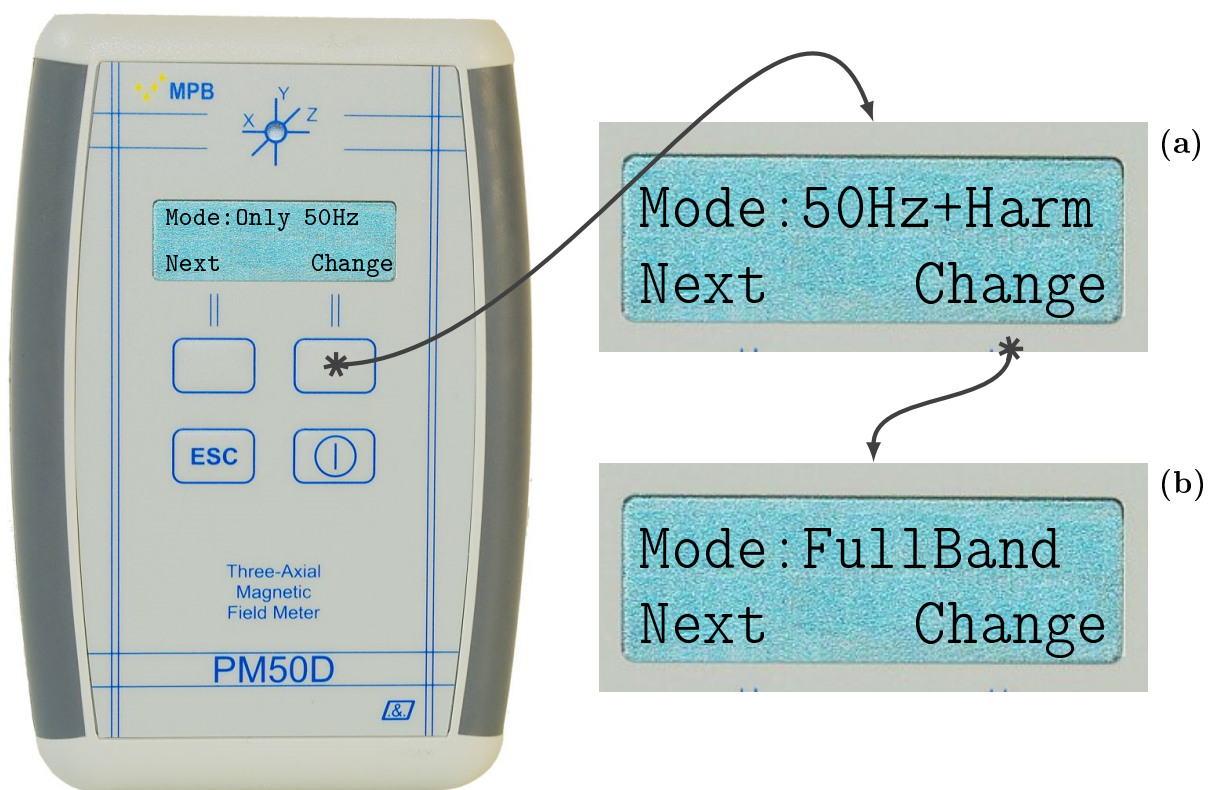 MPB
Y
X Z
Mode:Only 50Hz
Next Change
ESC
Three-Axial
Magnetic
Field Meter
PM50D
.&.
(a)
Mode:50Hz+Harm
Next Change
(b)
Mode:FullBand
Next Change